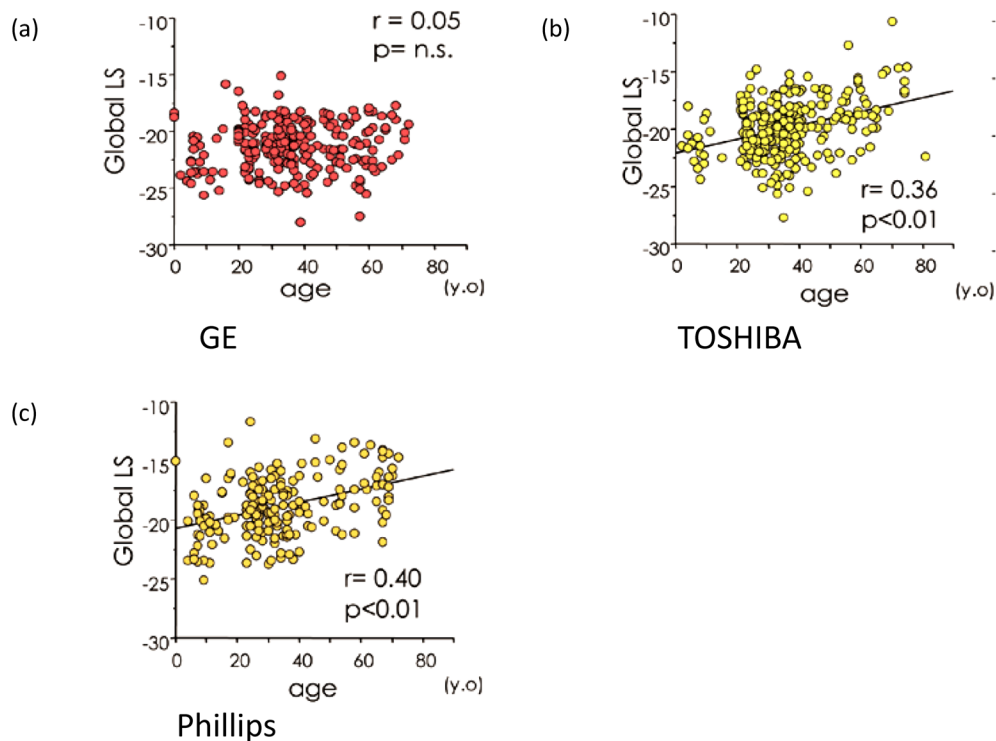 (a)
-10
-15
-20
-25
-30
Global LS
r = 0.05
p= n.s.
0 20 40 60 80
age
(y.o)
GE
(b)
-10
-15
-20
-25
-30
Global LS
r= 0.36
p<0.01
0 20 40 60 80
age
(y.o)
TOSHIBA
(c)
-10
-15
-20
-25
-30
Global LS
r= 0.40
p<0.01
0 20 40 60 80
age
(y.o)
Phillips